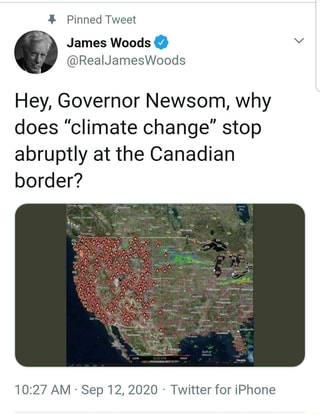 Pinned Tweet
James Woods
@RealJamesWoods
Hey, Governor Newsom, why
does “climate change” stop
abruptly at the Canadian
border?
10:27 AM · Sep 12, 2020 · Twitter for iPhone